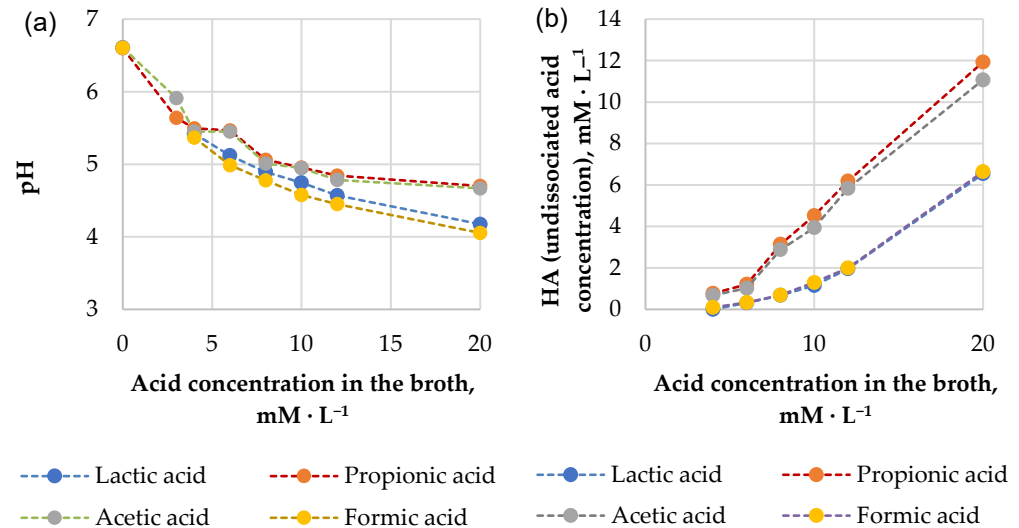 (a)
7
6
5
4
3
pH
0
5
10
15
20
Acid concentration in the broth,
mM · L⁻¹
Lactic acid
Propionic acid
Acetic acid
Formic acid
(b)
14
12
10
8
6
4
2
0
HA (undissociated acid
concentration), mM · L⁻¹
0
10
20
Acid concentration in the broth,
mM · L⁻¹
Lactic acid
Propionic acid
Acetic acid
Formic acid